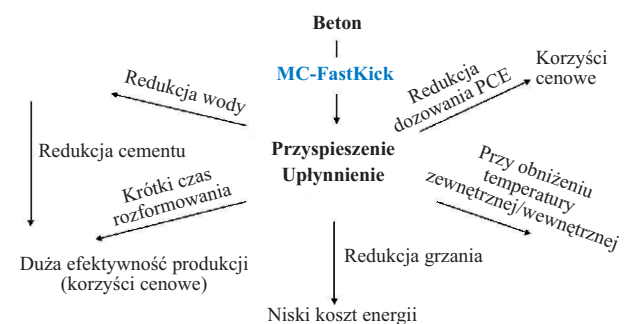 Beton
MC-FastKick
Redukcja wody
Redukcja
dozowania PCE
Korzyści
cenowe
Przyspieszenie
Upłynnienie
Redukcja cementu
Krótki czas
rozformowania
Przy obniżeniu
temperatury
zewnętrznej/wewnętrznej
Duża efektywność produkcji
(korzyści cenowe)
Redukcja grzania
Niski koszt energii